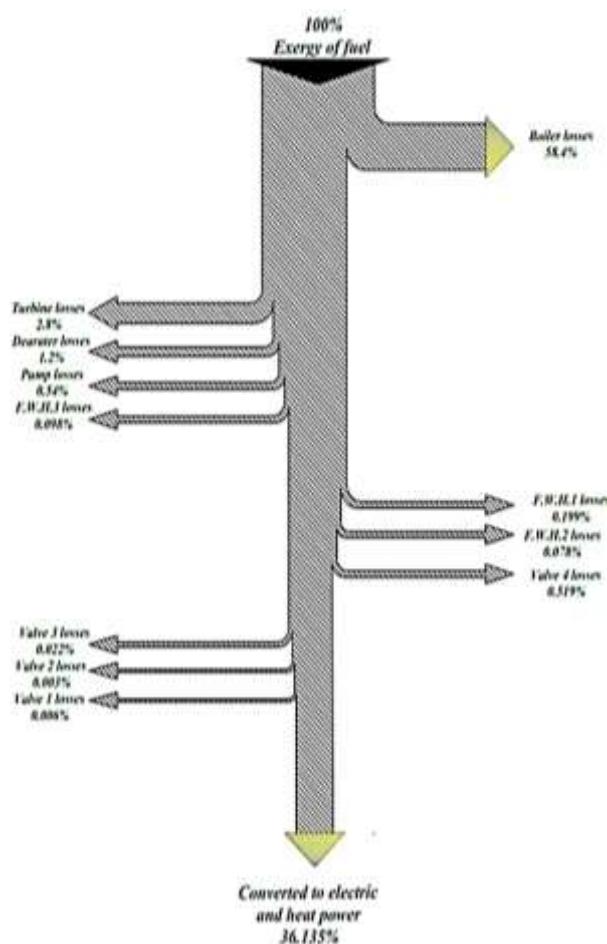 100%
Exergy of fuel
Boiler losses
58.4%
Turbine losses
2.8%
Dearater losses
1.2%
Pump losses
0.54%
F.W.H.3 losses
0.098%
F.W.H.1 losses
0.199%
F.W.H.2 losses
0.078%
Valve 4 losses
0.519%
Valve 3 losses
0.022%
Valve 2 losses
0.003%
Valve 1 losses
0.006%
Converted to electric
and heat power
36.135%